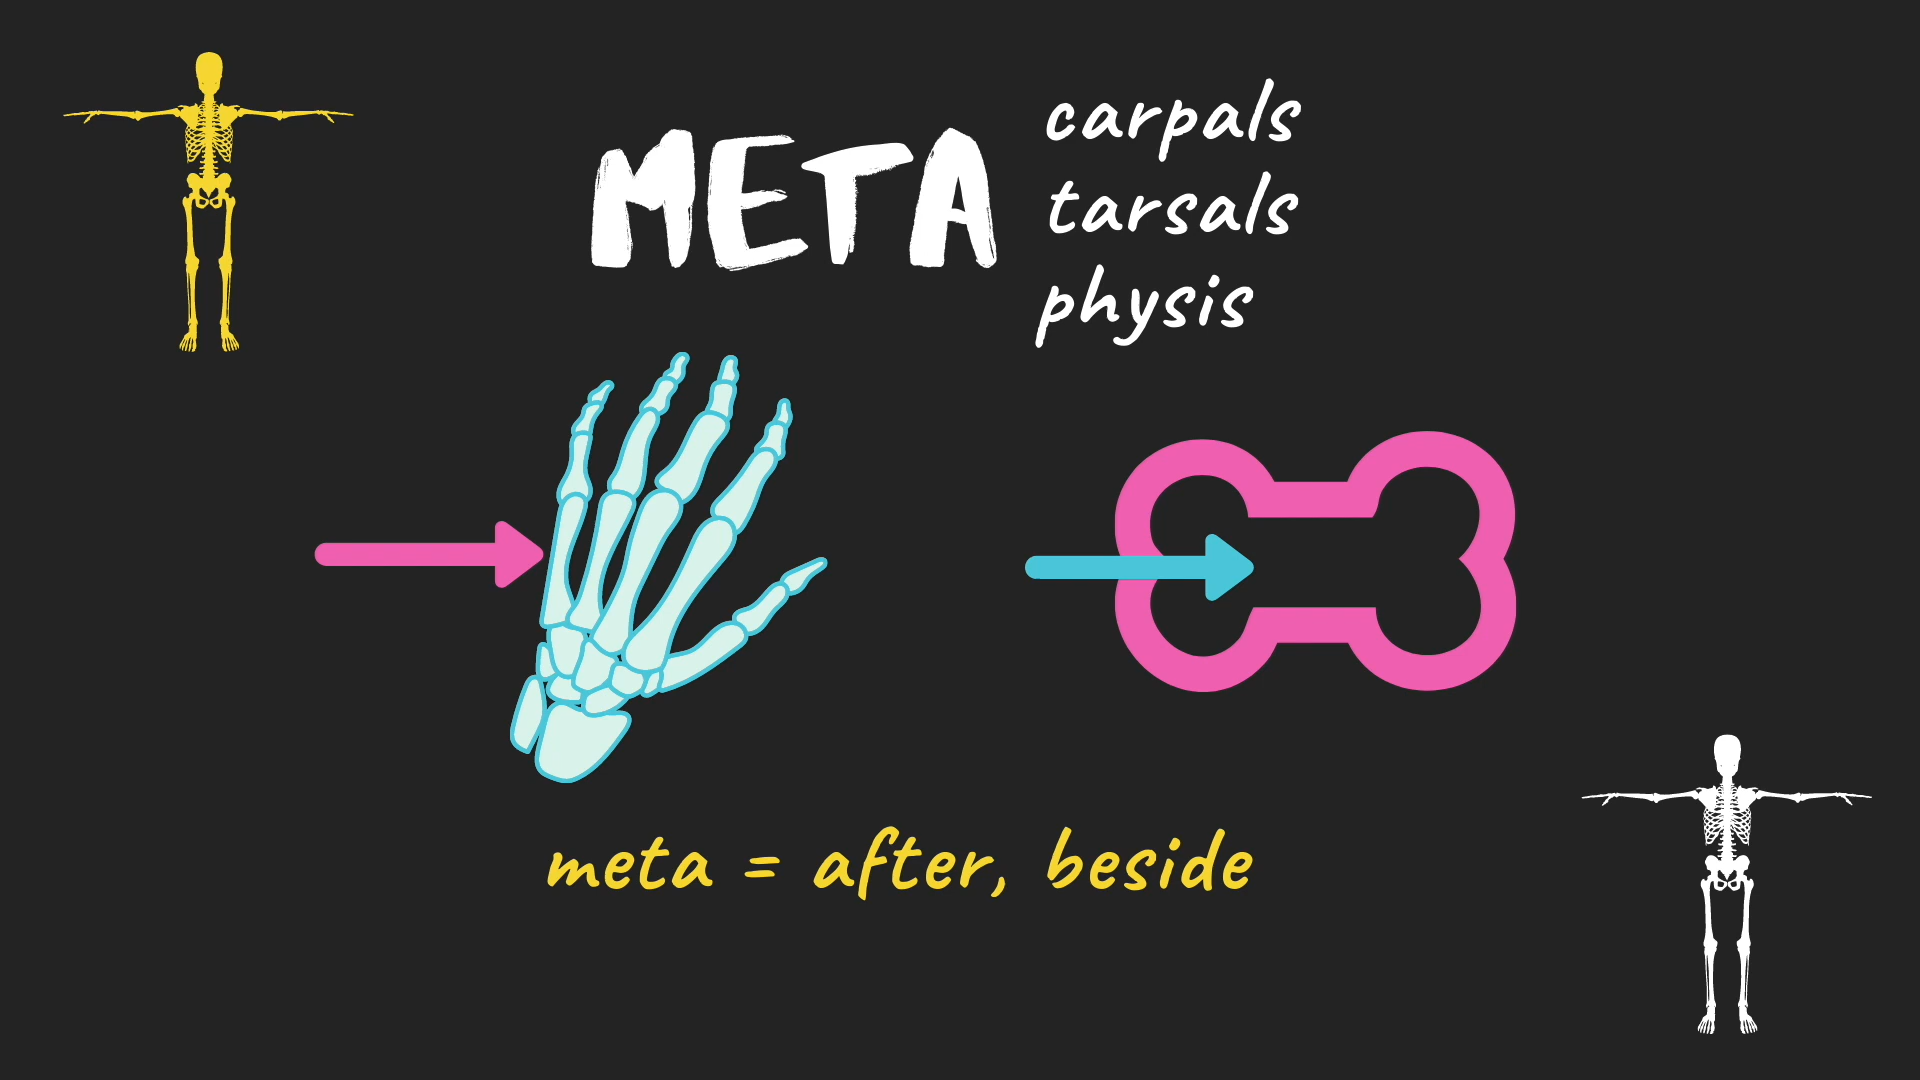 META
carpals
tarsals
physis
meta = after, beside